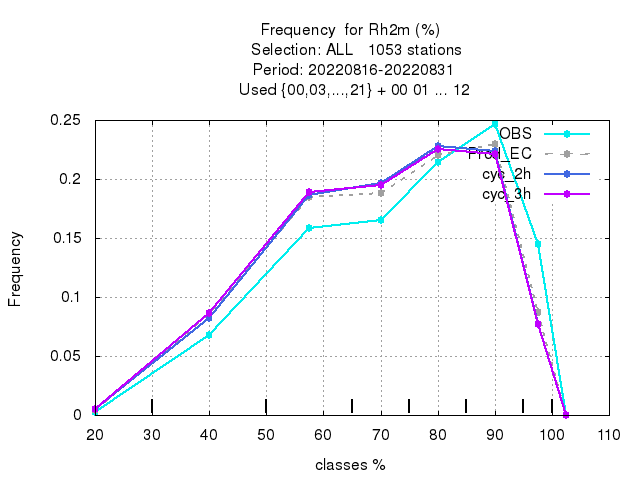 Frequency  for Rh2m (%)
Selection: ALL   1053 stations
Period: 20220816-20220831
Used {00,03,...,21} + 00 01 ... 12
0.25
0.2
0.15
0.1
0.05
0
Frequency
OBS
Prod_EC
cyc_2h
cyc_3h
20 30 40 50 60 70 80 90 100 110
classes %